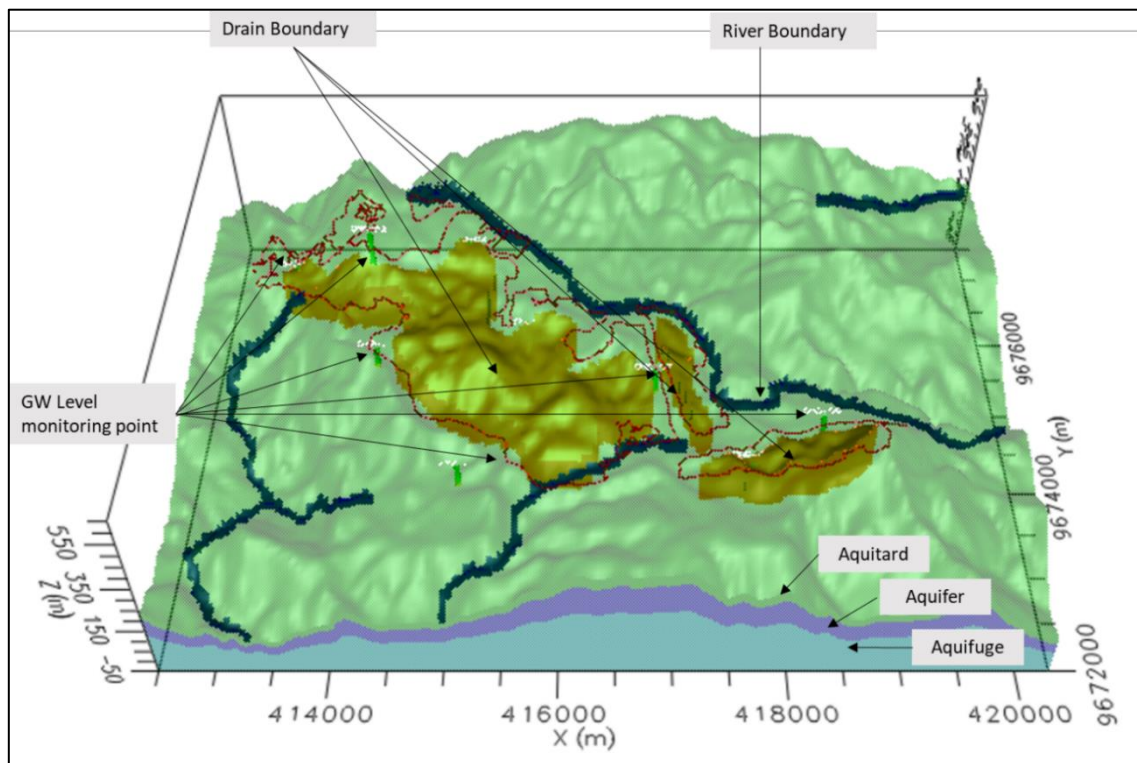 Drain Boundary
River Boundary
GW Level
monitoring point
Aquitard
Aquifer
Aquifuge
550
350
150
-50
Z (m)
414000
416000
418000
420000
X (m)
9672000
9674000
9676000
Y (m)